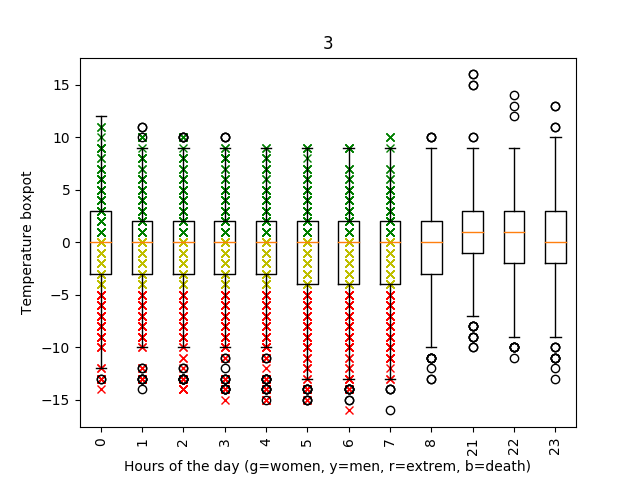 3
Temperature boxpot
15
10
5
0
−5
−10
−15
0 1 2 3 4 5 6 7 8 21 22 23
Hours of the day (g=women, y=men, r=extrem, b=death)